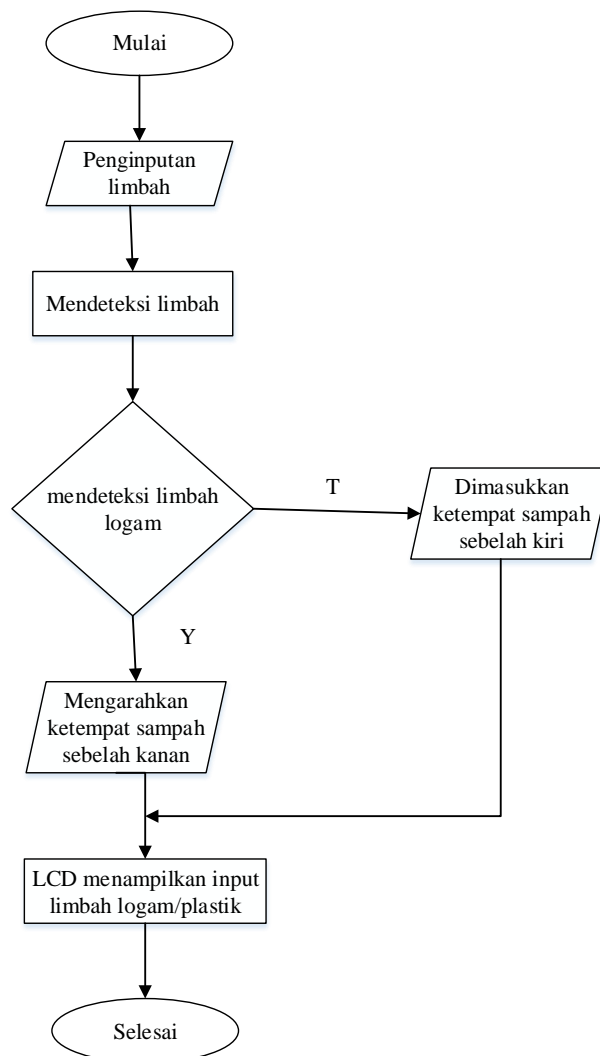 Mulai
Penginputan
limbah
Mendeteksi limbah
mendeteksi limbah
logam
T
Dimasukkan
ketempat sampah
sebelah kiri
Y
Mengarahkan
ketempat sampah
sebelah kanan
LCD menampilkan input
limbah logam/plastik
Selesai